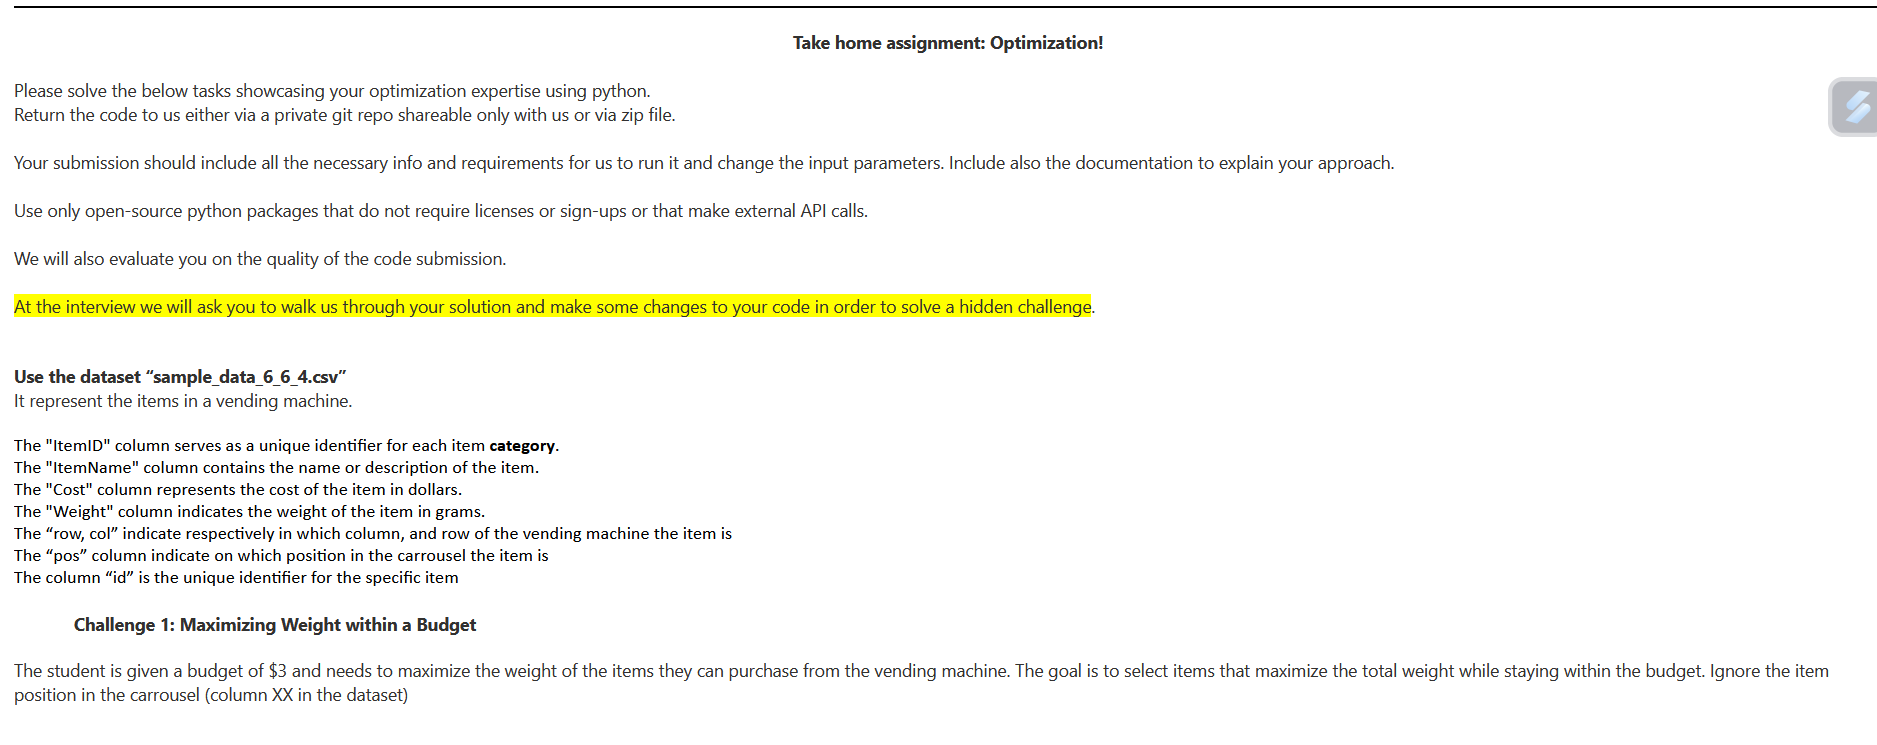 Take home assignment: Optimization!
Please solve the below tasks showcasing your optimization expertise using python.
Return the code to us either via a private git repo shareable only with us or via zip file.
Your submission should include all the necessary info and requirements for us to run it and change the input parameters. Include also the documentation to explain your approach.
Use only open-source python packages that do not require licenses or sign-ups or that make external API calls.
We will also evaluate you on the quality of the code submission.
At the interview we will ask you to walk us through your solution and make some changes to your code in order to solve a hidden challenge.
Use the dataset “sample_data_6_6_4.csv”
It represent the items in a vending machine.
The "ItemID" column serves as a unique identifier for each item category.
The "ItemName" column contains the name or description of the item.
The "Cost" column represents the cost of the item in dollars.
The "Weight" column indicates the weight of the item in grams.
The “row, col” indicate respectively in which column, and row of the vending machine the item is
The “pos” column indicate on which position in the carrousel the item is
The column “id” is the unique identifier for the specific item
Challenge 1: Maximizing Weight within a Budget
The student is given a budget of $3 and needs to maximize the weight of the items they can purchase from the vending machine. The goal is to select items that maximize the total weight while staying within the budget. Ignore the item
position in the carrousel (column XX in the dataset)